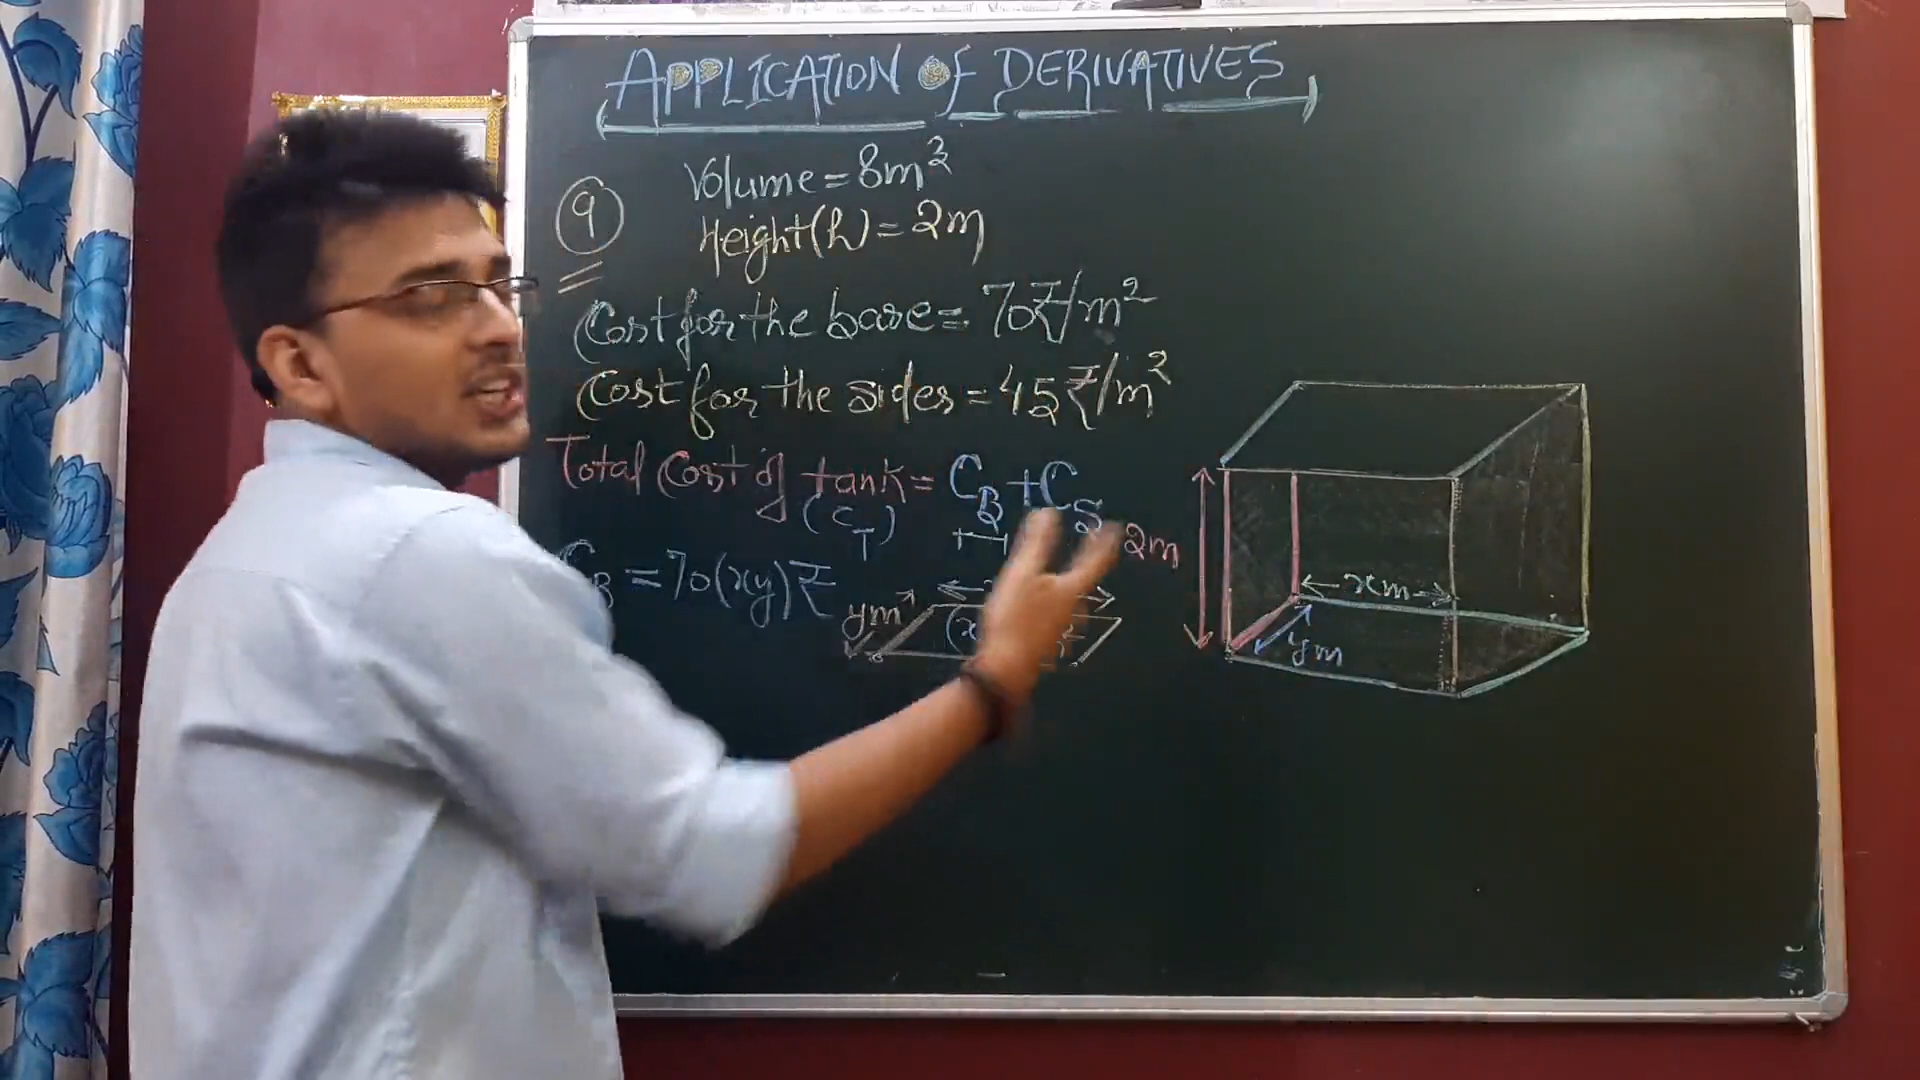 APPLICATION OF DERIVATIVES
9
Volume = 8m³
Height(h) = 2m
Cost for the base = 70₹/m²
Cost for the sides = 45₹/m²
Total Cost of tank = C_B + C_S
(C_T)
C_B = 70(xy)₹
ym
(x
2m
xm
ym